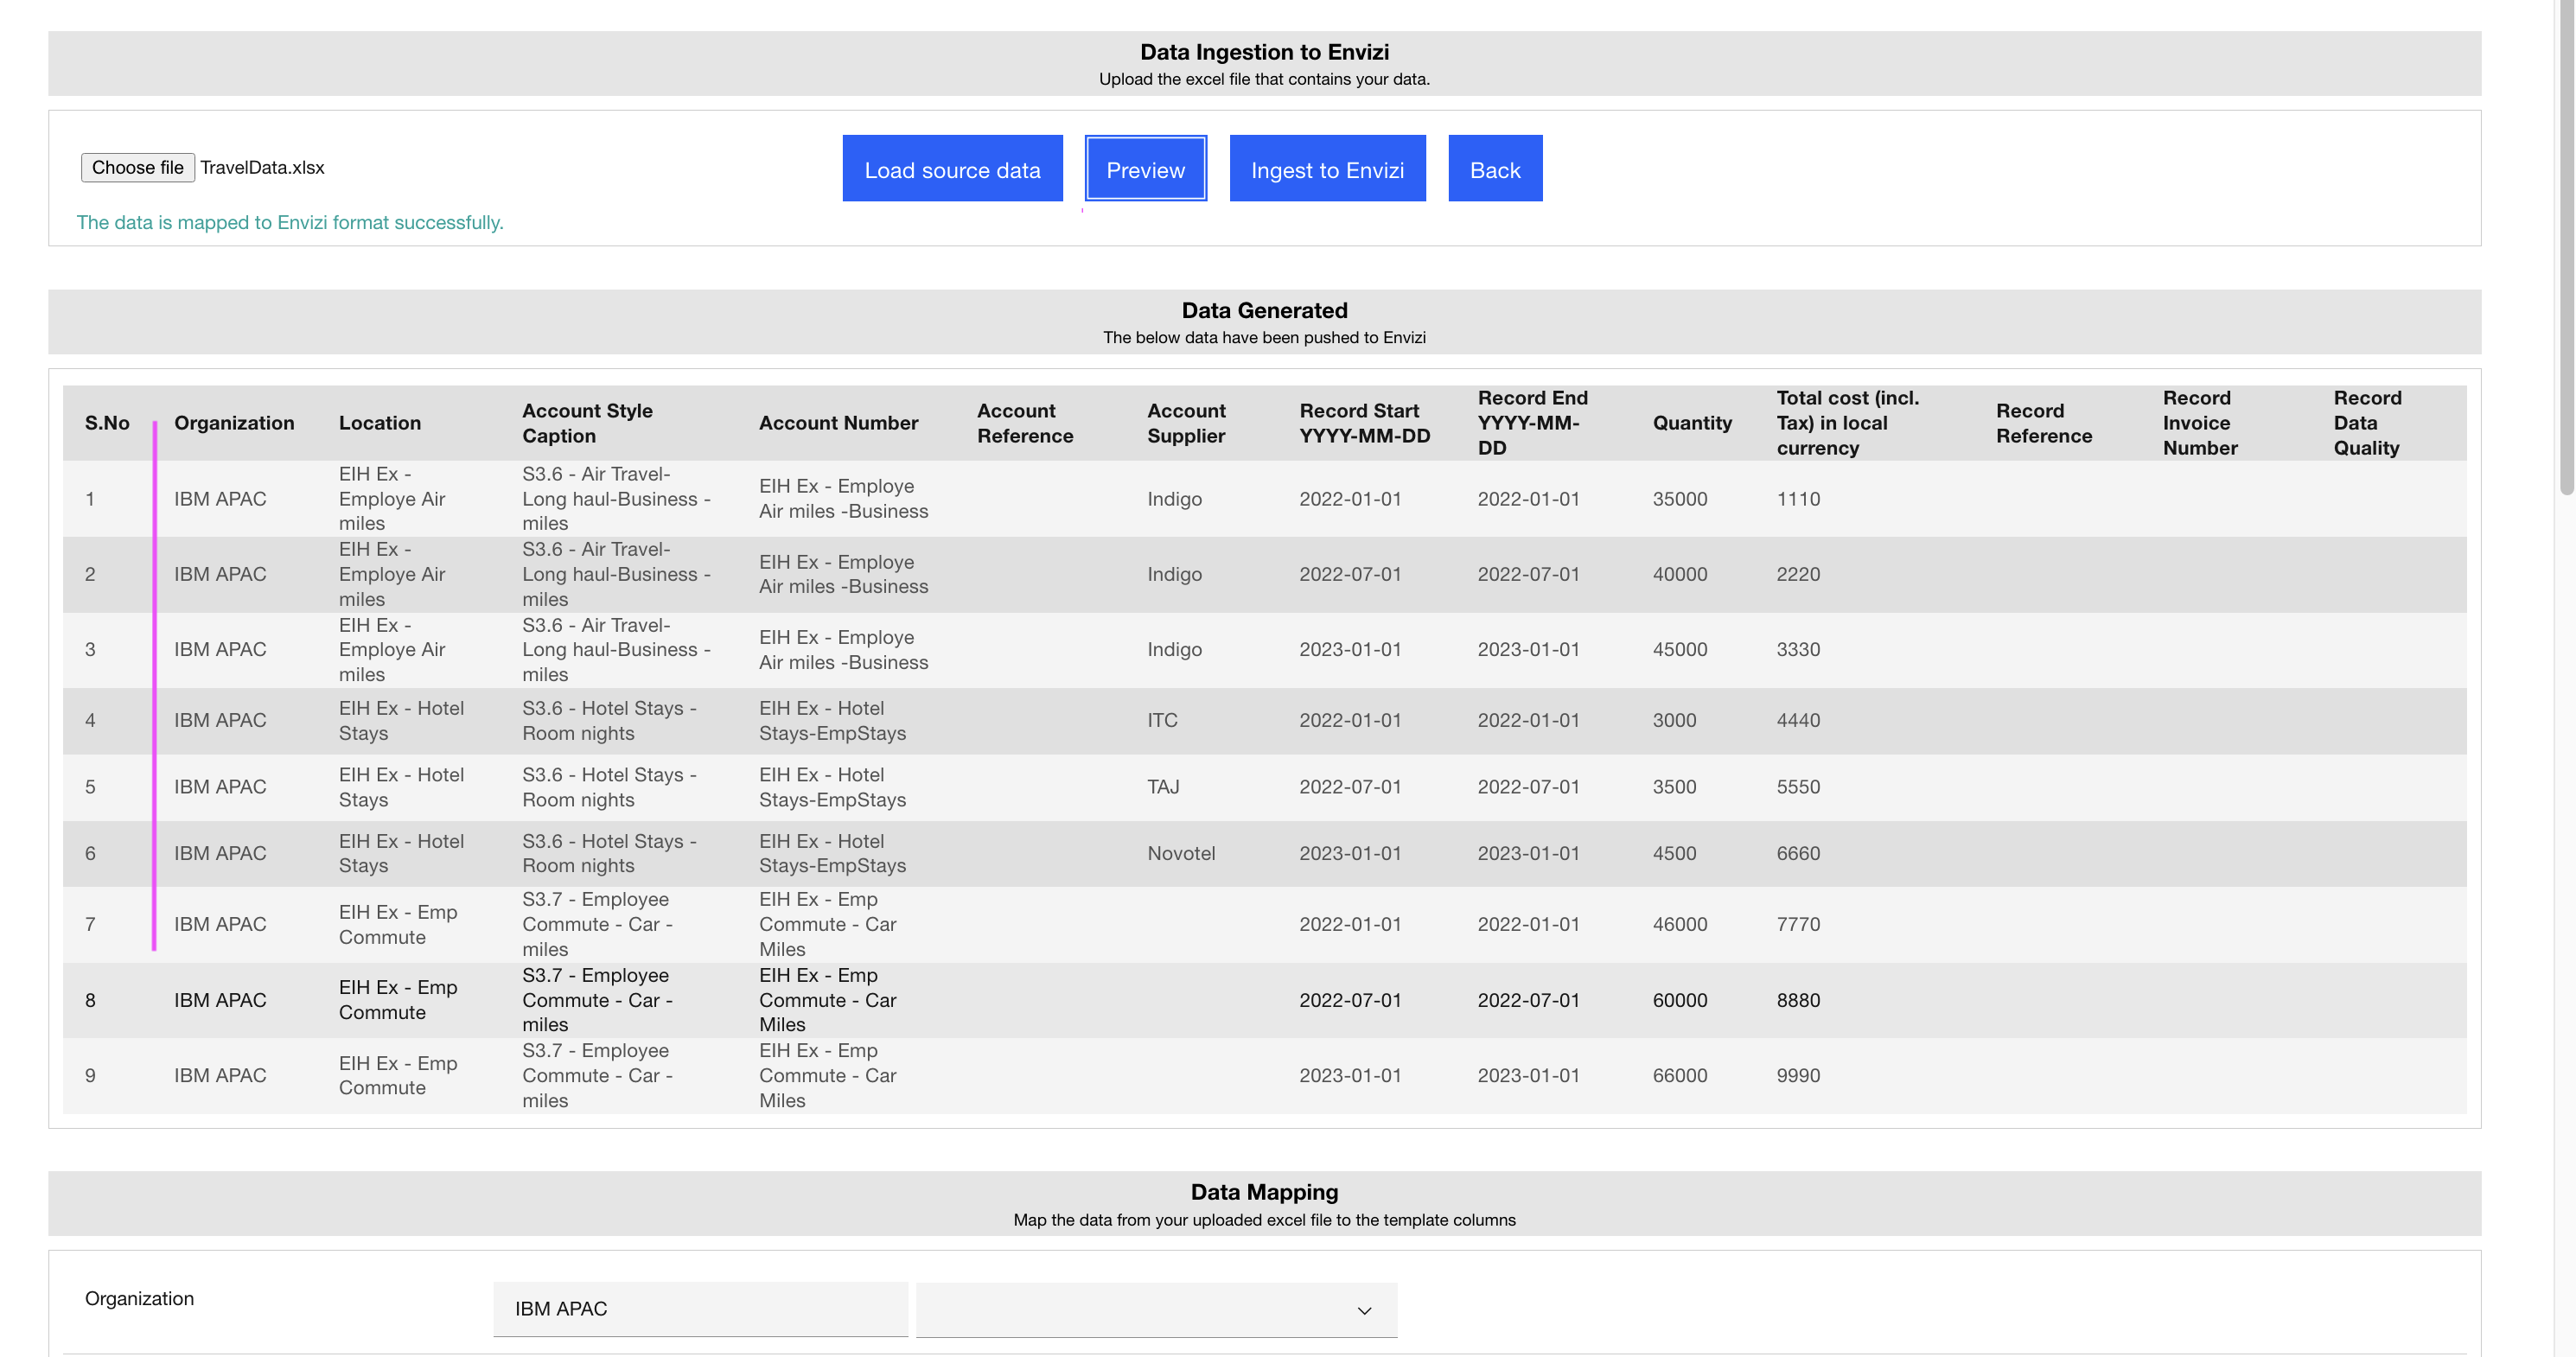 Data Ingestion to Envizi
Upload the excel file that contains your data.
Choose file TravelData.xlsx
Load source data
Preview
Ingest to Envizi
Back
The data is mapped to Envizi format successfully.
Data Generated
The below data have been pushed to Envizi
S.No
Organization
Location
Account Style
Caption
Account Number
Account
Reference
Account
Supplier
Record Start
YYYY-MM-DD
Record End
YYYY-MM-
DD
Quantity
Total cost (incl.
Tax) in local
currency
Record
Reference
Record
Invoice
Number
Record
Data
Quality
1
IBM APAC
EIH Ex -
Employe Air
miles
S3.6 - Air Travel-
Long haul-Business -
miles
EIH Ex - Employe
Air miles -Business
Indigo
2022-01-01
2022-01-01
35000
1110
2
IBM APAC
EIH Ex -
Employe Air
miles
S3.6 - Air Travel-
Long haul-Business -
miles
EIH Ex - Employe
Air miles -Business
Indigo
2022-07-01
2022-07-01
40000
2220
3
IBM APAC
EIH Ex -
Employe Air
miles
S3.6 - Air Travel-
Long haul-Business -
miles
EIH Ex - Employe
Air miles -Business
Indigo
2023-01-01
2023-01-01
45000
3330
4
IBM APAC
EIH Ex - Hotel
Stays
S3.6 - Hotel Stays -
Room nights
EIH Ex - Hotel
Stays-EmpStays
ITC
2022-01-01
2022-01-01
3000
4440
5
IBM APAC
EIH Ex - Hotel
Stays
S3.6 - Hotel Stays -
Room nights
EIH Ex - Hotel
Stays-EmpStays
TAJ
2022-07-01
2022-07-01
3500
5550
6
IBM APAC
EIH Ex - Hotel
Stays
S3.6 - Hotel Stays -
Room nights
EIH Ex - Hotel
Stays-EmpStays
Novotel
2023-01-01
2023-01-01
4500
6660
7
IBM APAC
EIH Ex - Emp
Commute
S3.7 - Employee
Commute - Car -
miles
EIH Ex - Emp
Commute - Car
Miles
2022-01-01
2022-01-01
46000
7770
8
IBM APAC
EIH Ex - Emp
Commute
S3.7 - Employee
Commute - Car -
miles
EIH Ex - Emp
Commute - Car
Miles
2022-07-01
2022-07-01
60000
8880
9
IBM APAC
EIH Ex - Emp
Commute
S3.7 - Employee
Commute - Car -
miles
EIH Ex - Emp
Commute - Car
Miles
2023-01-01
2023-01-01
66000
9990
Data Mapping
Map the data from your uploaded excel file to the template columns
Organization
IBM APAC